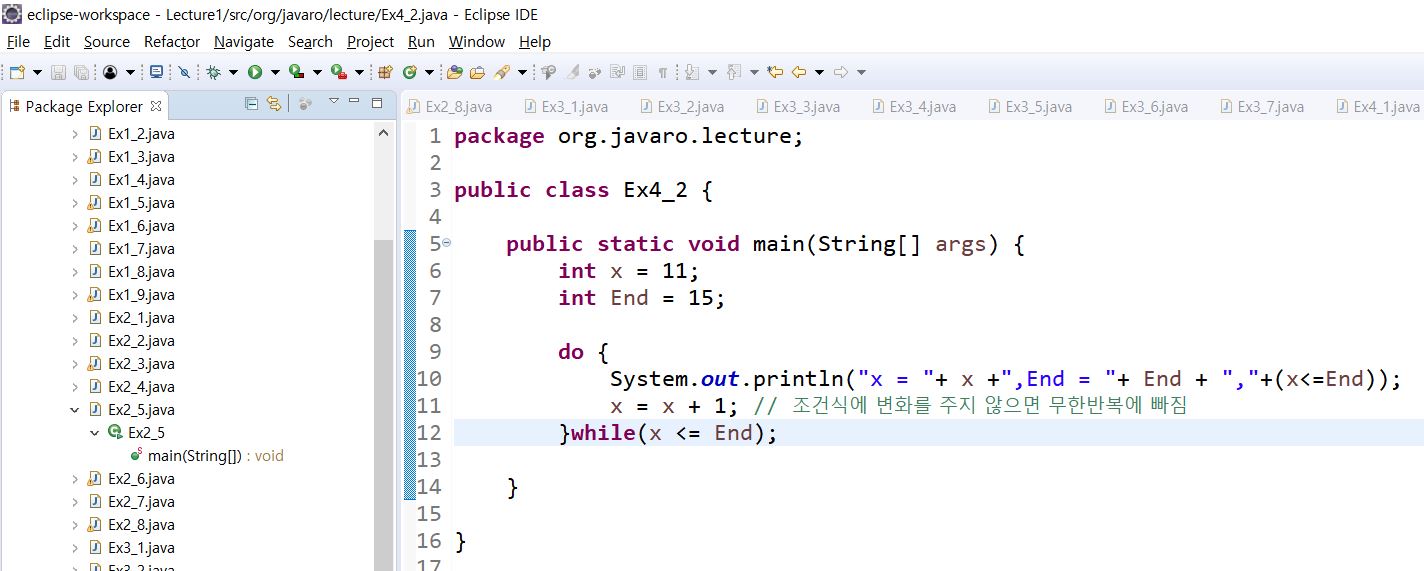 eclipse-workspace - Lecture1/src/org/javaro/lecture/Ex4_2.java - Eclipse IDE
File Edit Source Refactor Navigate Search Project Run Window Help
Package Explorer
Ex1_2.java
Ex1_3.java
Ex1_4.java
Ex1_5.java
Ex1_6.java
Ex1_7.java
Ex1_8.java
Ex1_9.java
Ex2_1.java
Ex2_2.java
Ex2_3.java
Ex2_4.java
Ex2_5.java
Ex2_5
main(String[]) : void
Ex2_6.java
Ex2_7.java
Ex2_8.java
Ex3_1.java
Ex3_2.java
Ex2_8.java Ex3_1.java Ex3_2.java Ex3_3.java Ex3_4.java Ex3_5.java Ex3_6.java Ex3_7.java Ex4_1.java
1 package org.javaro.lecture;
2
3 public class Ex4_2 {
4
5 public static void main(String[] args) {
6 int x = 11;
7 int End = 15;
8
9 do {
10 System.out.println("x = "+ x +",End = "+ End + ","+(x<=End));
11 x = x + 1; // 조건식에 변화를 주지 않으면 무한반복에 빠짐
12 }while(x <= End);
13
14 }
15
16 }
17